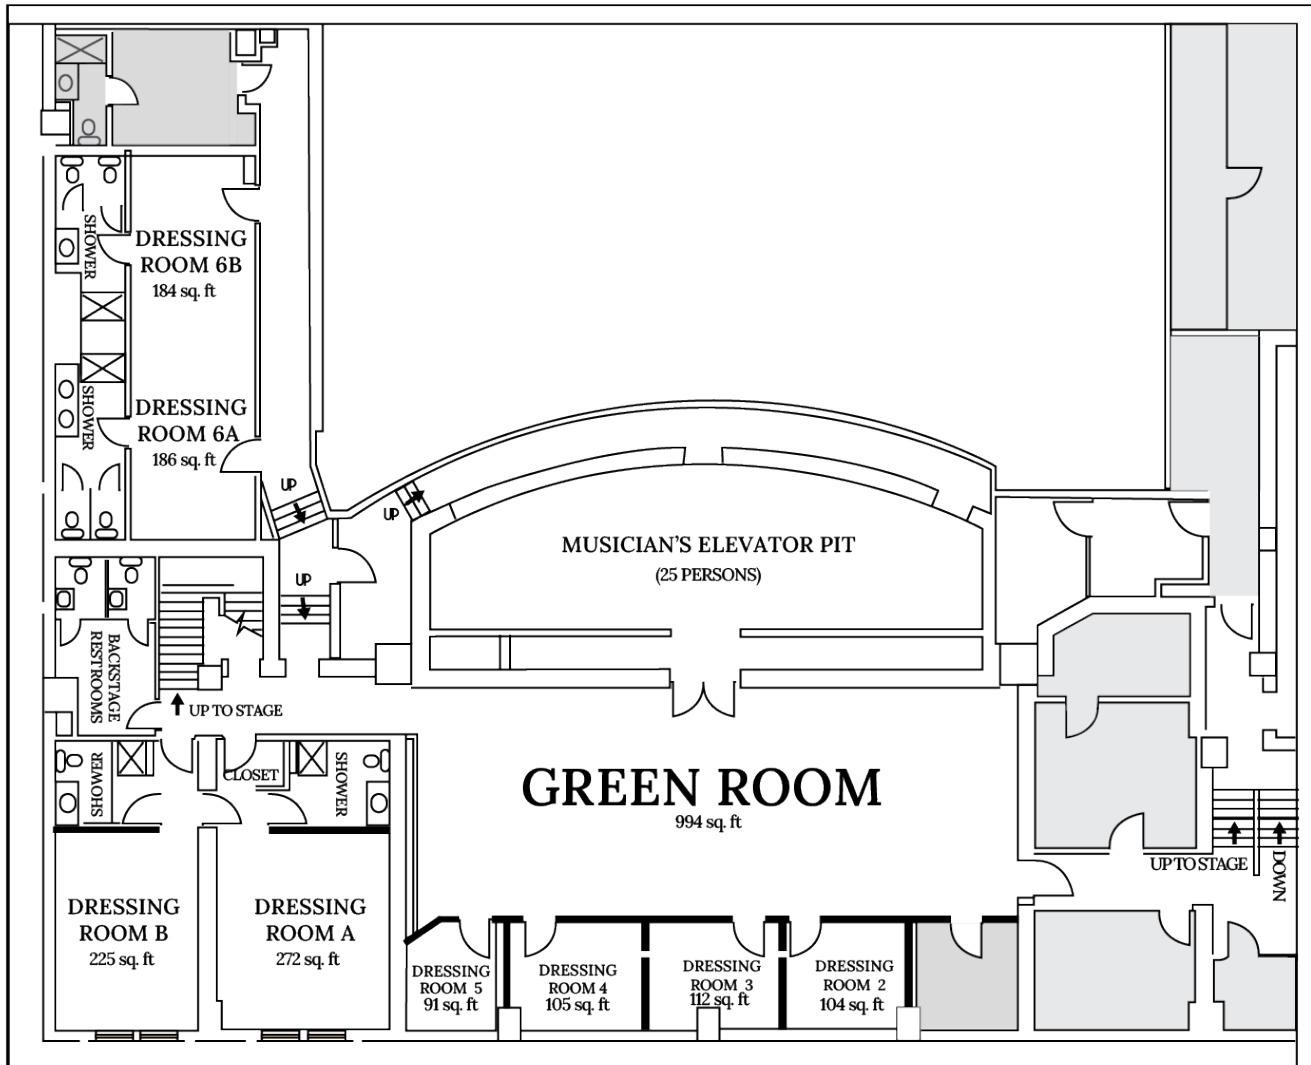 SHOWER
DRESSING
ROOM 6B
184 sq. ft
SHOWER
DRESSING
ROOM 6A
186 sq. ft
UP
UP
MUSICIAN'S ELEVATOR PIT
(25 PERSONS)
UP
BACKSTAGE
RESTROOMS
UP TO STAGE
SHOWER
CLOSET
SHOWER
GREEN ROOM
994 sq. ft
UP TO STAGE
DOWN
DRESSING
ROOM B
225 sq. ft
DRESSING
ROOM A
272 sq. ft
DRESSING
ROOM 5
91 sq. ft
DRESSING
ROOM 4
105 sq. ft
DRESSING
ROOM 3
112 sq. ft
DRESSING
ROOM 2
104 sq. ft